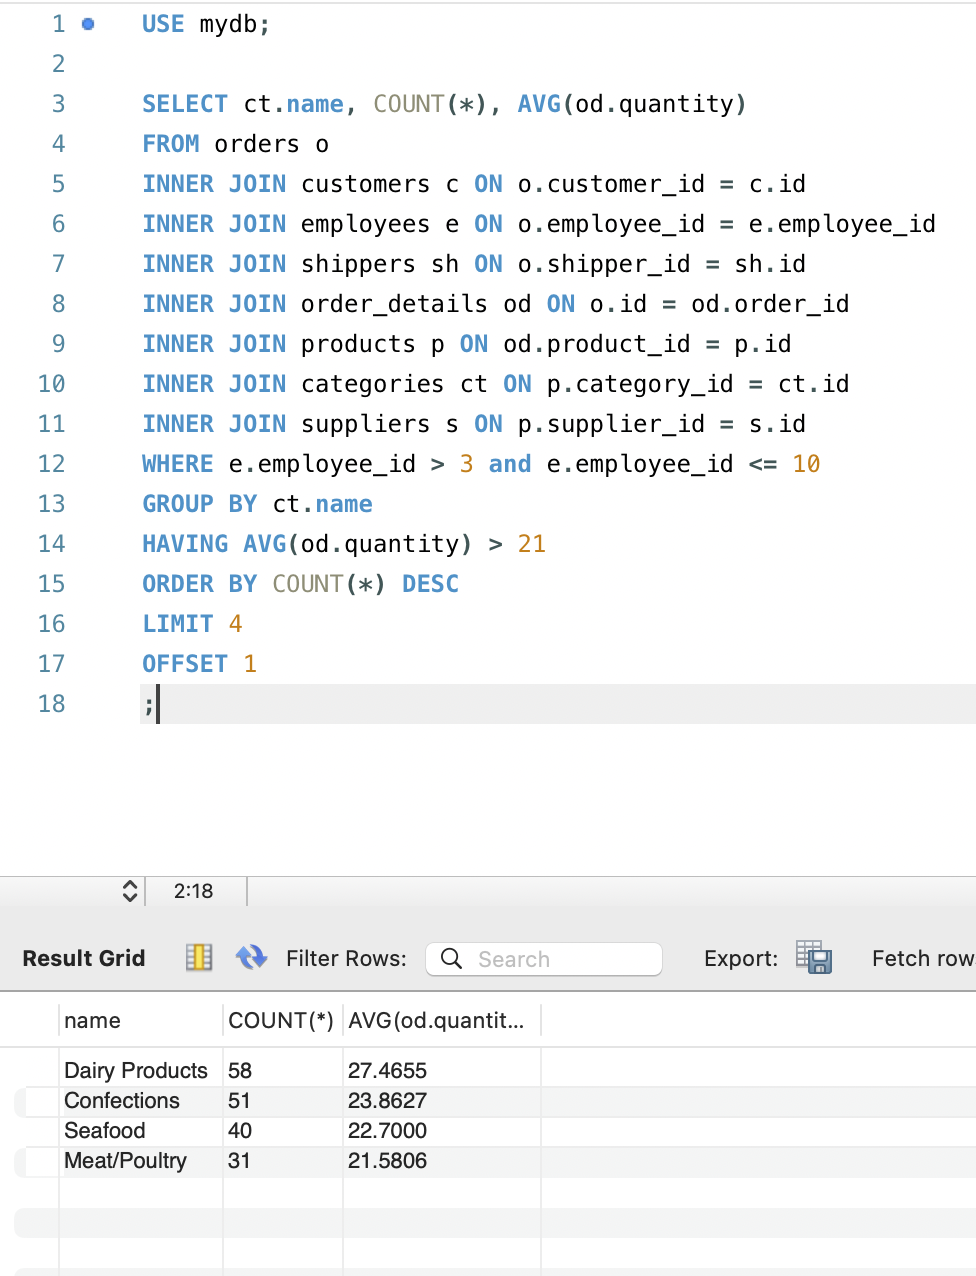 1 USE mydb;
2
3 SELECT ct.name, COUNT(*), AVG(od.quantity)
4 FROM orders o
5 INNER JOIN customers c ON o.customer_id = c.id
6 INNER JOIN employees e ON o.employee_id = e.employee_id
7 INNER JOIN shippers sh ON o.shipper_id = sh.id
8 INNER JOIN order_details od ON o.id = od.order_id
9 INNER JOIN products p ON od.product_id = p.id
10 INNER JOIN categories ct ON p.category_id = ct.id
11 INNER JOIN suppliers s ON p.supplier_id = s.id
12 WHERE e.employee_id > 3 and e.employee_id <= 10
13 GROUP BY ct.name
14 HAVING AVG(od.quantity) > 21
15 ORDER BY COUNT(*) DESC
16 LIMIT 4
17 OFFSET 1
18 ;
2:18
Result Grid Filter Rows: Search Export: Fetch row
name COUNT(*) AVG(od.quantit...
Dairy Products 58 27.4655
Confections 51 23.8627
Seafood 40 22.7000
Meat/Poultry 31 21.5806